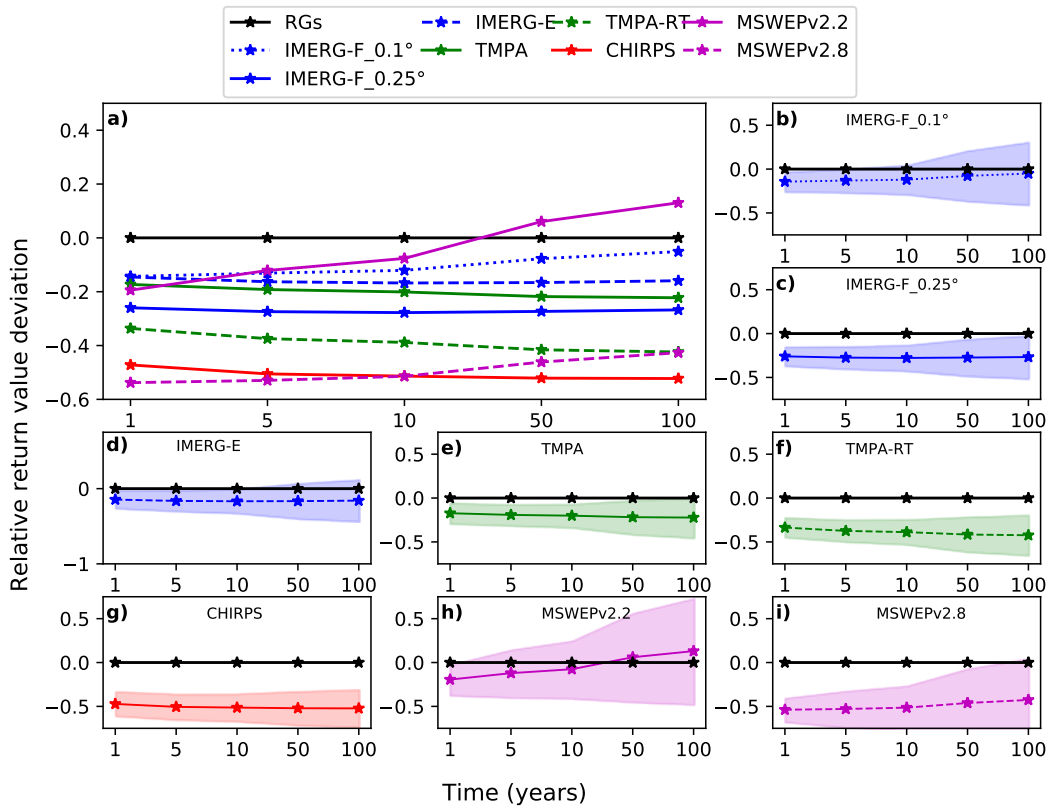 RGs
IMERG-F_0.1°
IMERG-F_0.25°
IMERG-E
TMPA
TMPA-RT
CHIRPS
MSWEPv2.2
MSWEPv2.8
Relative return value deviation
a)
0.4
0.2
0.0
−0.2
−0.4
−0.6
1 5 10 50 100
b) IMERG-F_0.1°
0.5
0.0
−0.5
1 5 10 50 100
c) IMERG-F_0.25°
0.5
0.0
−0.5
1 5 10 50 100
d) IMERG-E
0
−1
1 5 10 50 100
e) TMPA
0.5
0.0
−0.5
1 5 10 50 100
f) TMPA-RT
0.5
0.0
−0.5
1 5 10 50 100
g) CHIRPS
0.5
0.0
−0.5
1 5 10 50 100
h) MSWEPv2.2
0.5
0.0
−0.5
1 5 10 50 100
i) MSWEPv2.8
0.5
0.0
−0.5
1 5 10 50 100
Time (years)